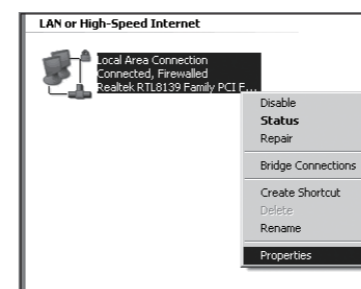 LAN or High-Speed Internet
Local Area Connection
Connected, Firewalled
Realtek RTL8139 Family PCI E...
Disable
Status
Repair
Bridge Connections
Create Shortcut
Delete
Rename
Properties